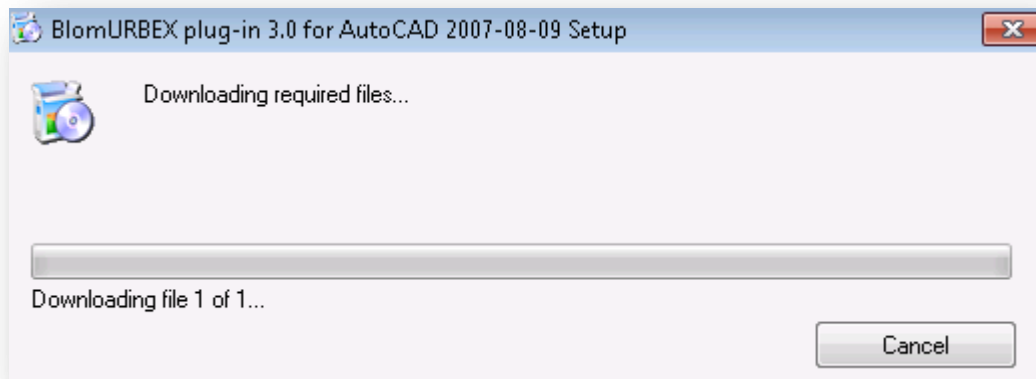 BlomURBEX plug-in 3.0 for AutoCAD 2007-08-09 Setup
Downloading required files...
Downloading file 1 of 1...
Cancel